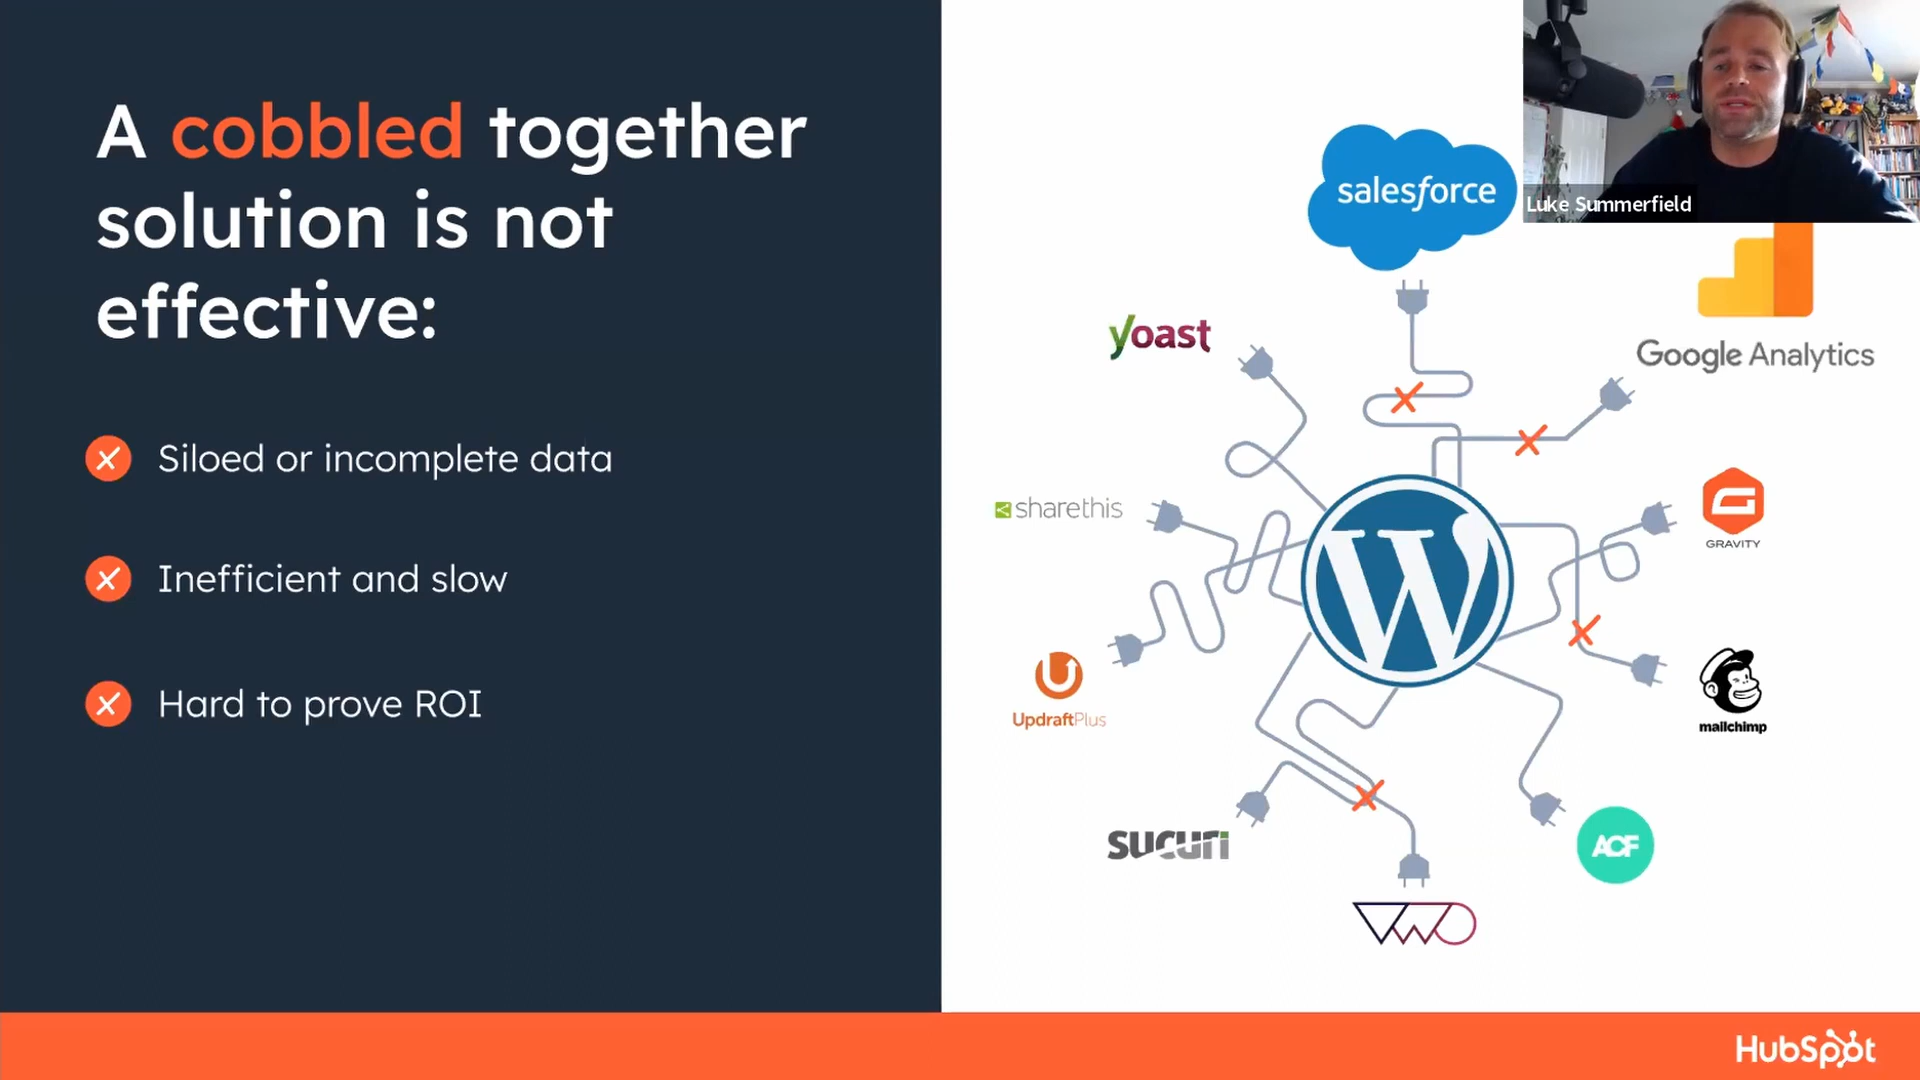 A cobbled together
solution is not
effective:
Siloed or incomplete data
Inefficient and slow
Hard to prove ROI
salesforce
Luke Summerfield
Google Analytics
yoast
sharethis
GRAVITY
UpdraftPlus
mailchimp
sucuri
ACF
VWO
W
HubSpot